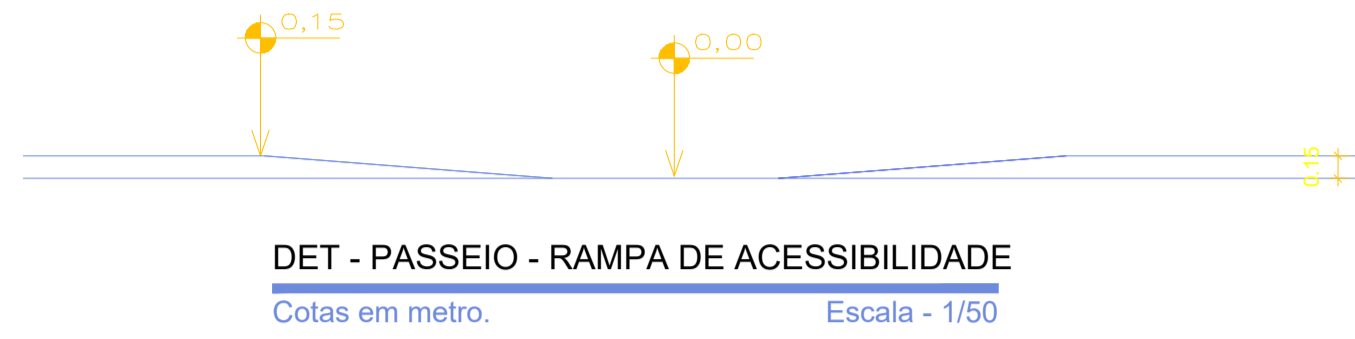 0,15
0,00
0.15
DET - PASSEIO - RAMPA DE ACESSIBILIDADE
Cotas em metro.
Escala - 1/50